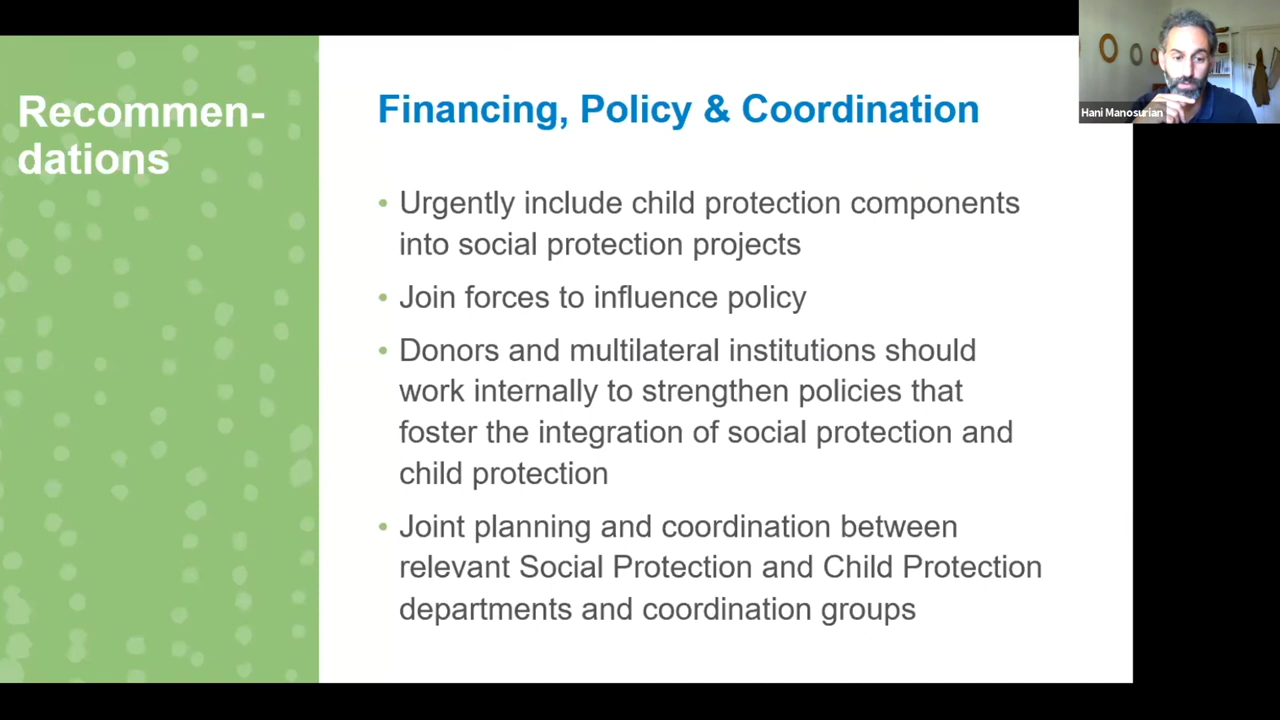 Recommen-
dations
Financing, Policy & Coordination
• Urgently include child protection components
into social protection projects
• Join forces to influence policy
• Donors and multilateral institutions should
work internally to strengthen policies that
foster the integration of social protection and
child protection
• Joint planning and coordination between
relevant Social Protection and Child Protection
departments and coordination groups
Hani Manosurian